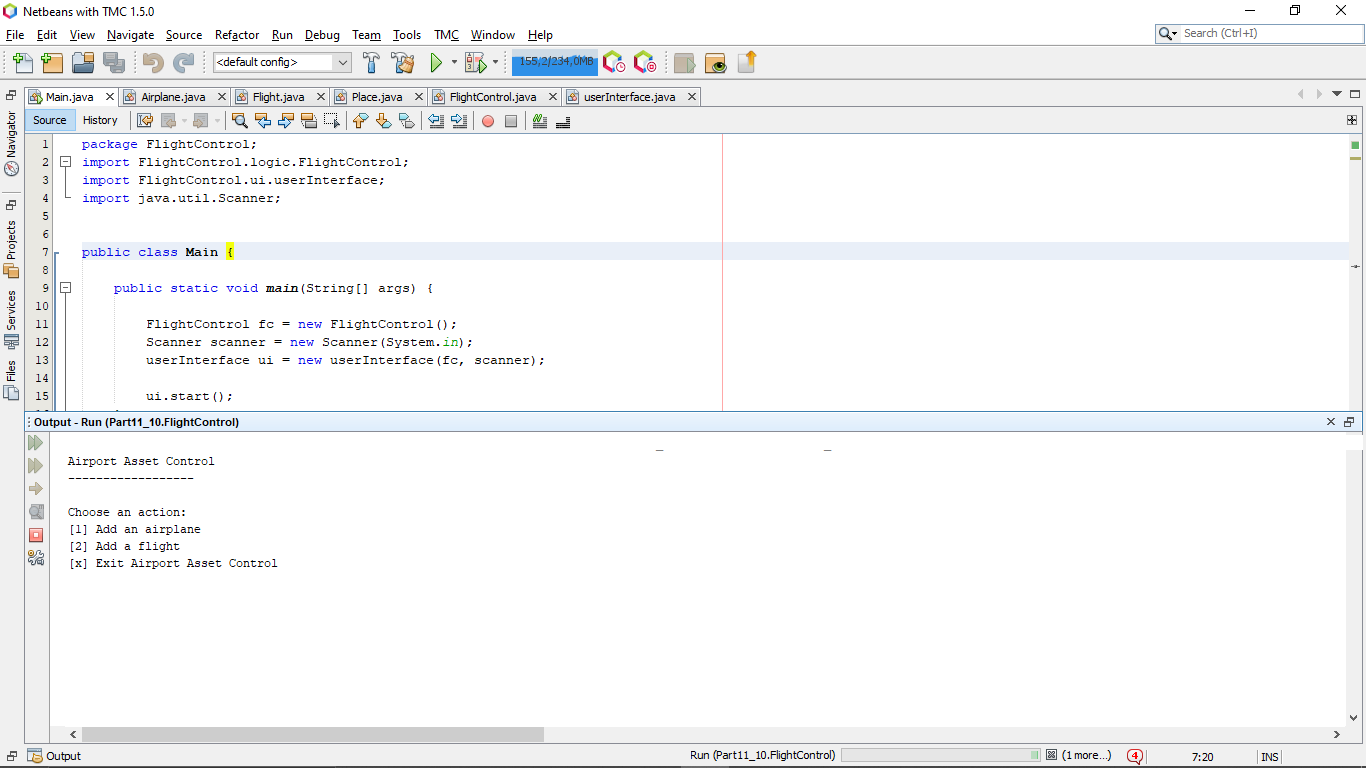 Netbeans with TMC 1.5.0
File Edit View Navigate Source Refactor Run Debug Team Tools TMC Window Help
Search (Ctrl+I)
<default config>
155,2/234,0MB
Main.java Airplane.java Flight.java Place.java FlightControl.java userInterface.java
Source History
Navigator
Projects
Services
Files
1 package FlightControl;
2 import FlightControl.logic.FlightControl;
3 import FlightControl.ui.userInterface;
4 import java.util.Scanner;
5
6
7 public class Main {
8
9 public static void main(String[] args) {
10
11 FlightControl fc = new FlightControl();
12 Scanner scanner = new Scanner(System.in);
13 userInterface ui = new userInterface(fc, scanner);
14
15 ui.start();
Output - Run (Part11_10.FlightControl)
Airport Asset Control
------------------
Choose an action:
[1] Add an airplane
[2] Add a flight
[x] Exit Airport Asset Control
Output
Run (Part11_10.FlightControl)
(1 more...)
4
7:20
INS